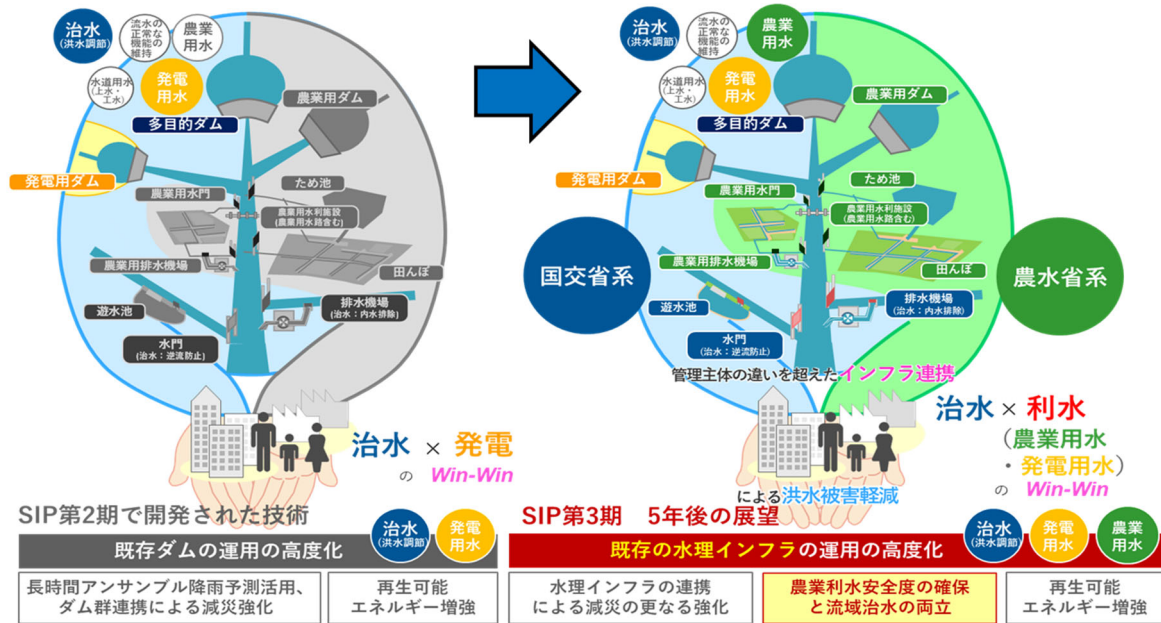 治水
(洪水調節)
流水の
正常な
機能の
維持
農業
用水
水道用水
(上水・
工水)
発電
用水
多目的ダム
農業用ダム
発電用ダム
農業用水門
ため池
農業用水利施設
(農業用水路含む)
農業用排水機場
田んぼ
遊水池
排水機場
(治水：内水排除)
水門
(治水：逆流防止)
治水 × 発電
の Win-Win
SIP第2期で開発された技術
治水
(洪水調節)
発電
用水
既存ダムの運用の高度化
長時間アンサンブル降雨予測活用、
ダム群連携による減災強化
再生可能
エネルギー増強
治水
(洪水調節)
流水の
正常な
機能の
維持
農業
用水
水道用水
(上水・
工水)
発電
用水
多目的ダム
農業用ダム
発電用ダム
農業用水門
ため池
農業用水利施設
(農業用水路含む)
国交省系
農水省系
農業用排水機場
田んぼ
遊水池
排水機場
(治水：内水排除)
水門
(治水：逆流防止)
管理主体の違いを超えたインフラ連携
治水 × 利水
(農業用水
・発電用水)
の Win-Win
による洪水被害軽減
SIP第3期 5年後の展望
治水
(洪水調節)
発電
用水
農業
用水
既存の水理インフラの運用の高度化
水理インフラの連携
による減災の更なる強化
農業利水安全度の確保
と流域治水の両立
再生可能
エネルギー増強